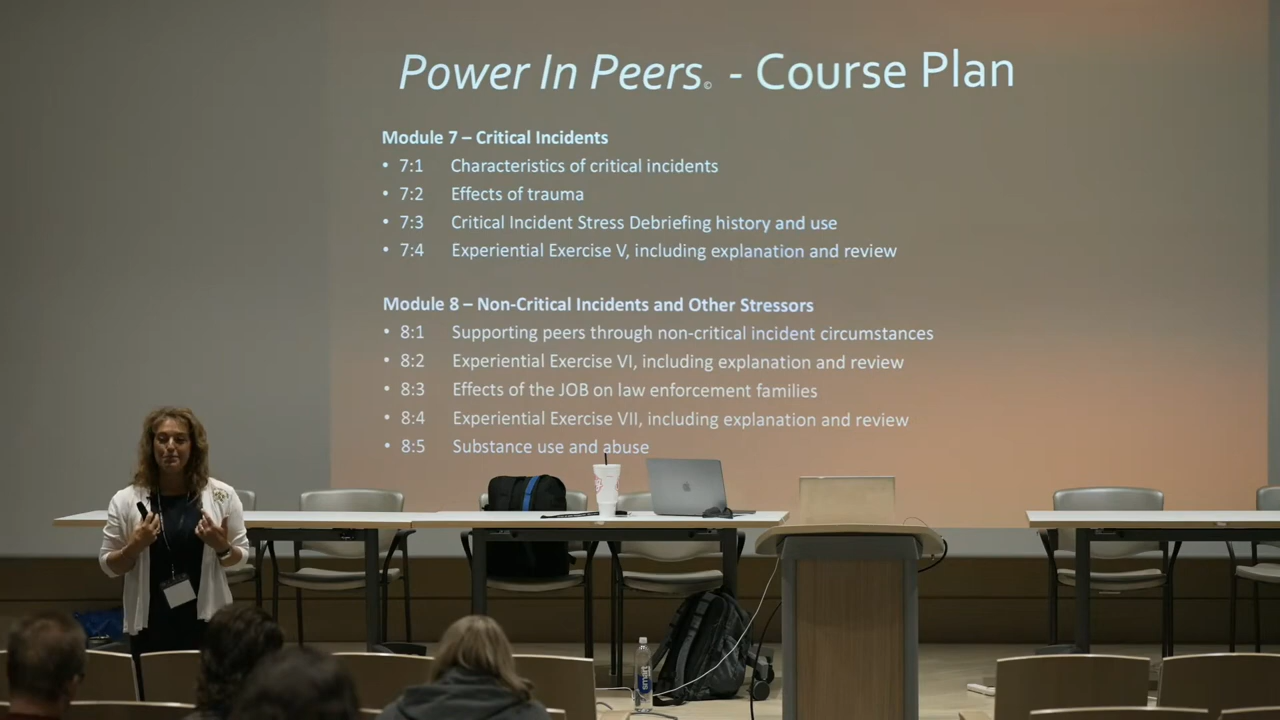 Power In Peers© - Course Plan
Module 7 – Critical Incidents
• 7:1 Characteristics of critical incidents
• 7:2 Effects of trauma
• 7:3 Critical Incident Stress Debriefing history and use
• 7:4 Experiential Exercise V, including explanation and review
Module 8 – Non-Critical Incidents and Other Stressors
• 8:1 Supporting peers through non-critical incident circumstances
• 8:2 Experiential Exercise VI, including explanation and review
• 8:3 Effects of the JOB on law enforcement families
• 8:4 Experiential Exercise VII, including explanation and review
• 8:5 Substance use and abuse
smart